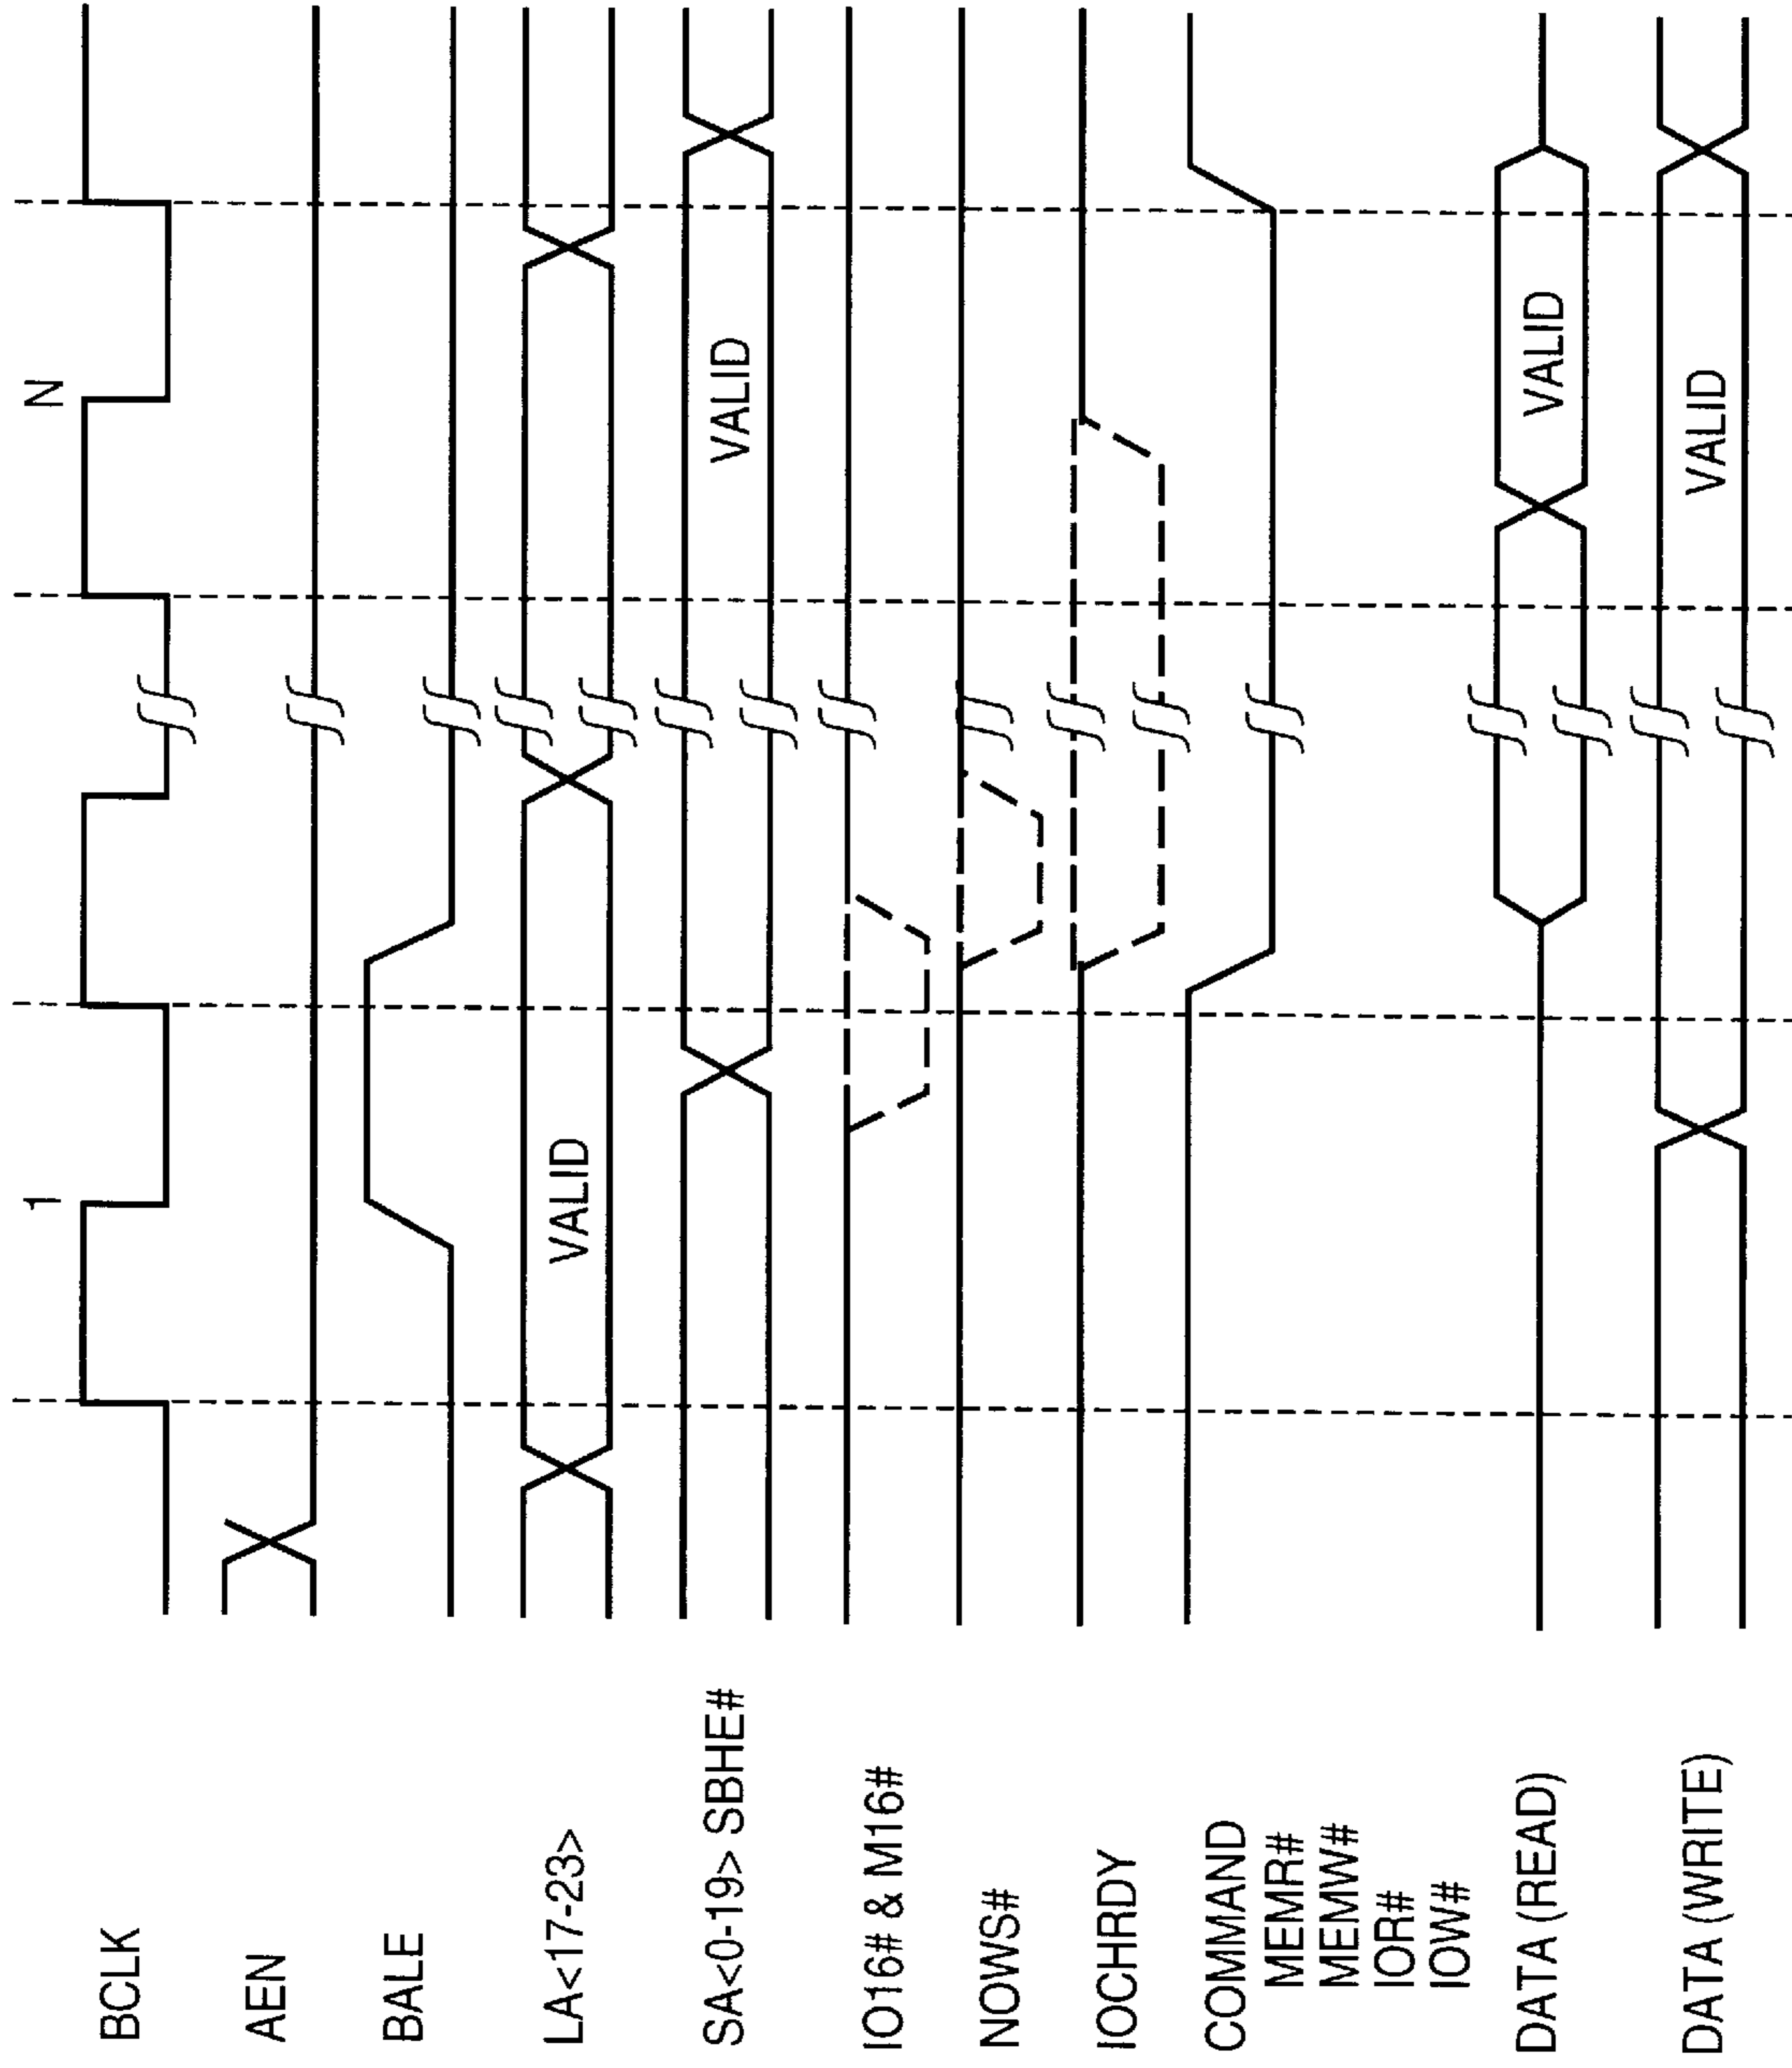 1 N
BCLK
AEN
BALE
LA<17-23> VALID
SA<0-19> SBHE# VALID
IO16# & M16#
NOWS#
IOCHRDY
COMMAND
MEMR#
MEMW#
IOR#
IOW#
DATA (READ) VALID
DATA (WRITE) VALID